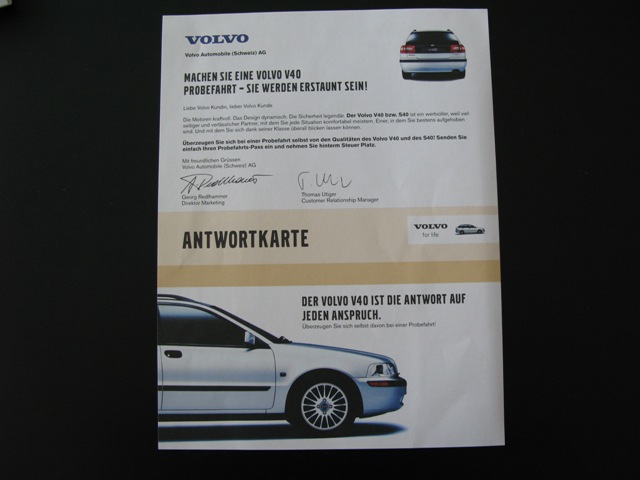 VOLVO
Volvo Automobile (Schweiz) AG
MACHEN SIE EINE VOLVO V40
PROBEFAHRT – SIE WERDEN ERSTAUNT SEIN!
Liebe Volvo Kundin, lieber Volvo Kunde
Die Motoren kraftvoll. Das Design dynamisch. Die Sicherheit legendär. Der Volvo V40 bzw. S40 ist ein wertvoller, weil viel
seitiger und verlässlicher Partner, mit dem Sie jede Situation komfortabel meistern. Einer, in dem Sie bestens aufgehoben
sind. Und mit dem Sie sich dank seiner Klasse überall blicken lassen können.
Überzeugen Sie sich bei einer Probefahrt selbst von den Qualitäten des Volvo V40 und des S40! Senden Sie
einfach Ihren Probefahrts-Pass ein und nehmen Sie hinterm Steuer Platz.
Mit freundlichen Grüssen
Volvo Automobile (Schweiz) AG
Georg Redlhammer
Direktor Marketing
Thomas Utiger
Customer Relationship Manager
ANTWORTKARTE
VOLVO
for life
DER VOLVO V40 IST DIE ANTWORT AUF
JEDEN ANSPRUCH.
Überzeugen Sie sich selbst davon bei einer Probefahrt!